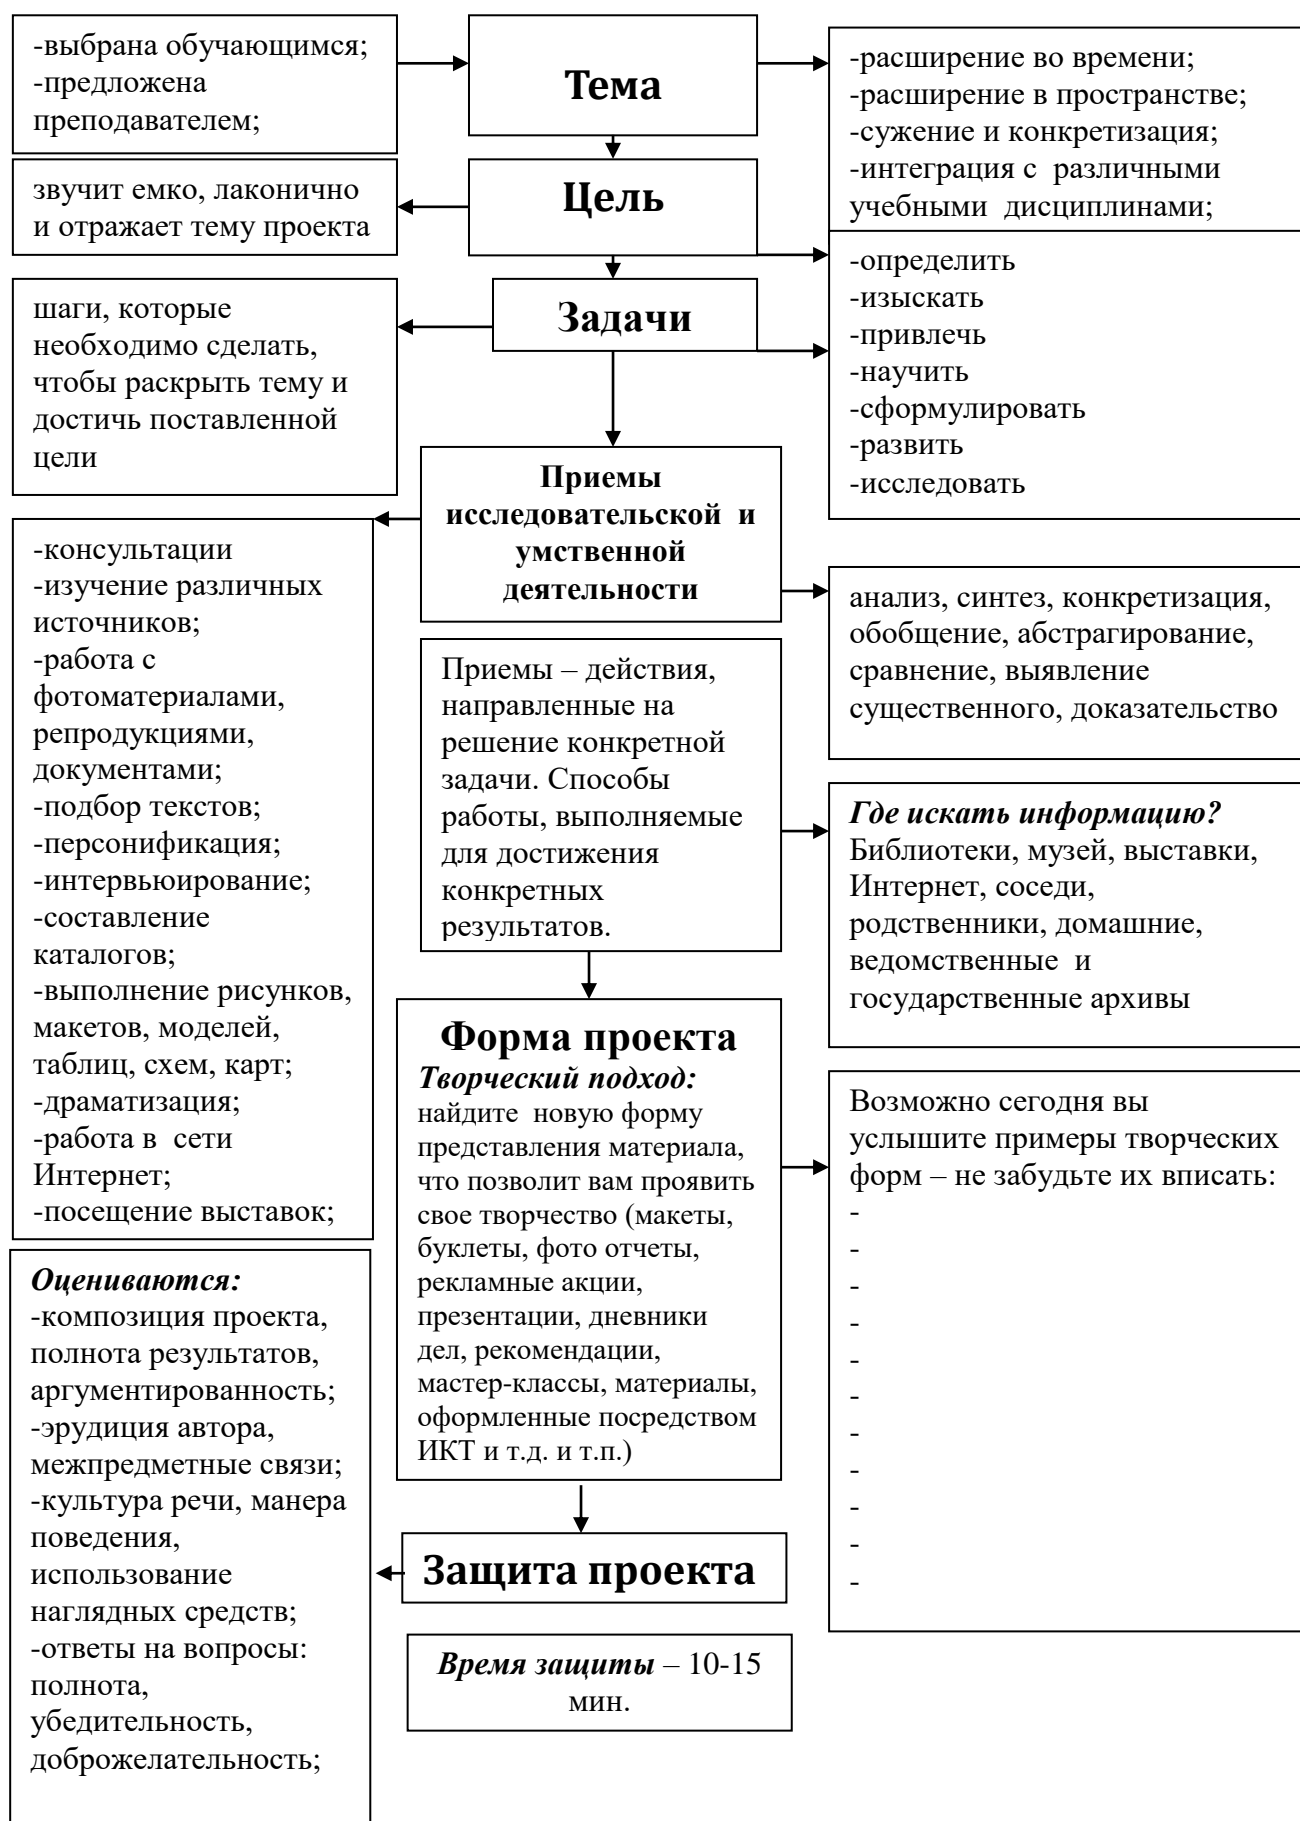 -выбрана обучающимся;
-предложена
преподавателем;
Тема
-расширение во времени;
-расширение в пространстве;
-сужение и конкретизация;
-интеграция с различными
учебными дисциплинами;
звучит емко, лаконично
и отражает тему проекта
Цель
-определить
-изыскать
-привлечь
-научить
-сформулировать
-развить
-исследовать
шаги, которые
необходимо сделать,
чтобы раскрыть тему и
достичь поставленной
цели
Задачи
Приемы
исследовательской и
умственной
деятельности
-консультации
-изучение различных
источников;
-работа с
фотоматериалами,
репродукциями,
документами;
-подбор текстов;
-персонификация;
-интервьюирование;
-составление
каталогов;
-выполнение рисунков,
макетов, моделей,
таблиц, схем, карт;
-драматизация;
-работа в сети
Интернет;
-посещение выставок;
анализ, синтез, конкретизация,
обобщение, абстрагирование,
сравнение, выявление
существенного, доказательство
Приемы – действия,
направленные на
решение конкретной
задачи. Способы
работы, выполняемые
для достижения
конкретных
результатов.
Где искать информацию?
Библиотеки, музей, выставки,
Интернет, соседи,
родственники, домашние,
ведомственные и
государственные архивы
Форма проекта
Творческий подход:
найдите новую форму
представления материала,
что позволит вам проявить
свое творчество (макеты,
буклеты, фото отчеты,
рекламные акции,
презентации, дневники
дел, рекомендации,
мастер-классы, материалы,
оформленные посредством
ИКТ и т.д. и т.п.)
Возможно сегодня вы
услышите примеры творческих
форм – не забудьте их вписать:
-
-
-
-
-
-
-
-
-
-
-
Оцениваются:
-композиция проекта,
полнота результатов,
аргументированность;
-эрудиция автора,
межпредметные связи;
-культура речи, манера
поведения,
использование
наглядных средств;
-ответы на вопросы:
полнота,
убедительность,
доброжелательность;
Защита проекта
Время защиты – 10-15
мин.